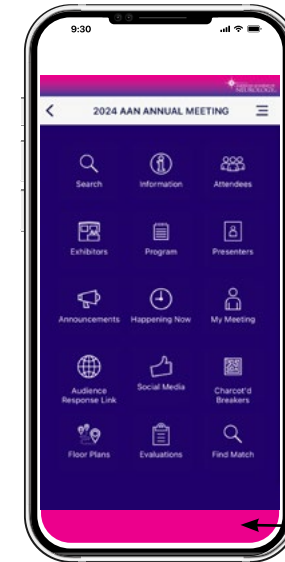 9:30
NEUROLOGY
2024 AAN ANNUAL MEETING
Search
Information
Attendees
Exhibitors
Program
Presenters
Announcements
Happening Now
My Meeting
Audience
Response Link
Social Media
Charcot'd
Breakers
Floor Plans
Evaluations
Find Match